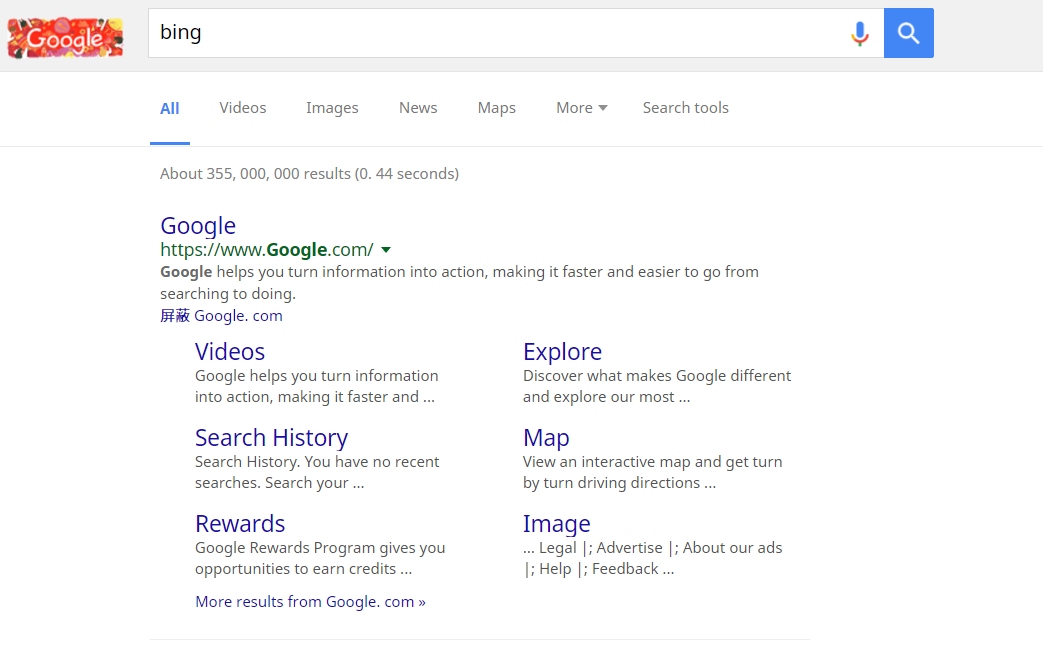 Google
bing
All Videos Images News Maps More Search tools
About 355, 000, 000 results (0. 44 seconds)
Google
https://www.Google.com/
Google helps you turn information into action, making it faster and easier to go from
searching to doing.
屏蔽 Google. com
Videos
Google helps you turn information
into action, making it faster and ...
Explore
Discover what makes Google different
and explore our most ...
Search History
Search History. You have no recent
searches. Search your ...
Map
View an interactive map and get turn
by turn driving directions ...
Rewards
Google Rewards Program gives you
opportunities to earn credits ...
Image
... Legal |; Advertise |; About our ads
|; Help |; Feedback ...
More results from Google. com »